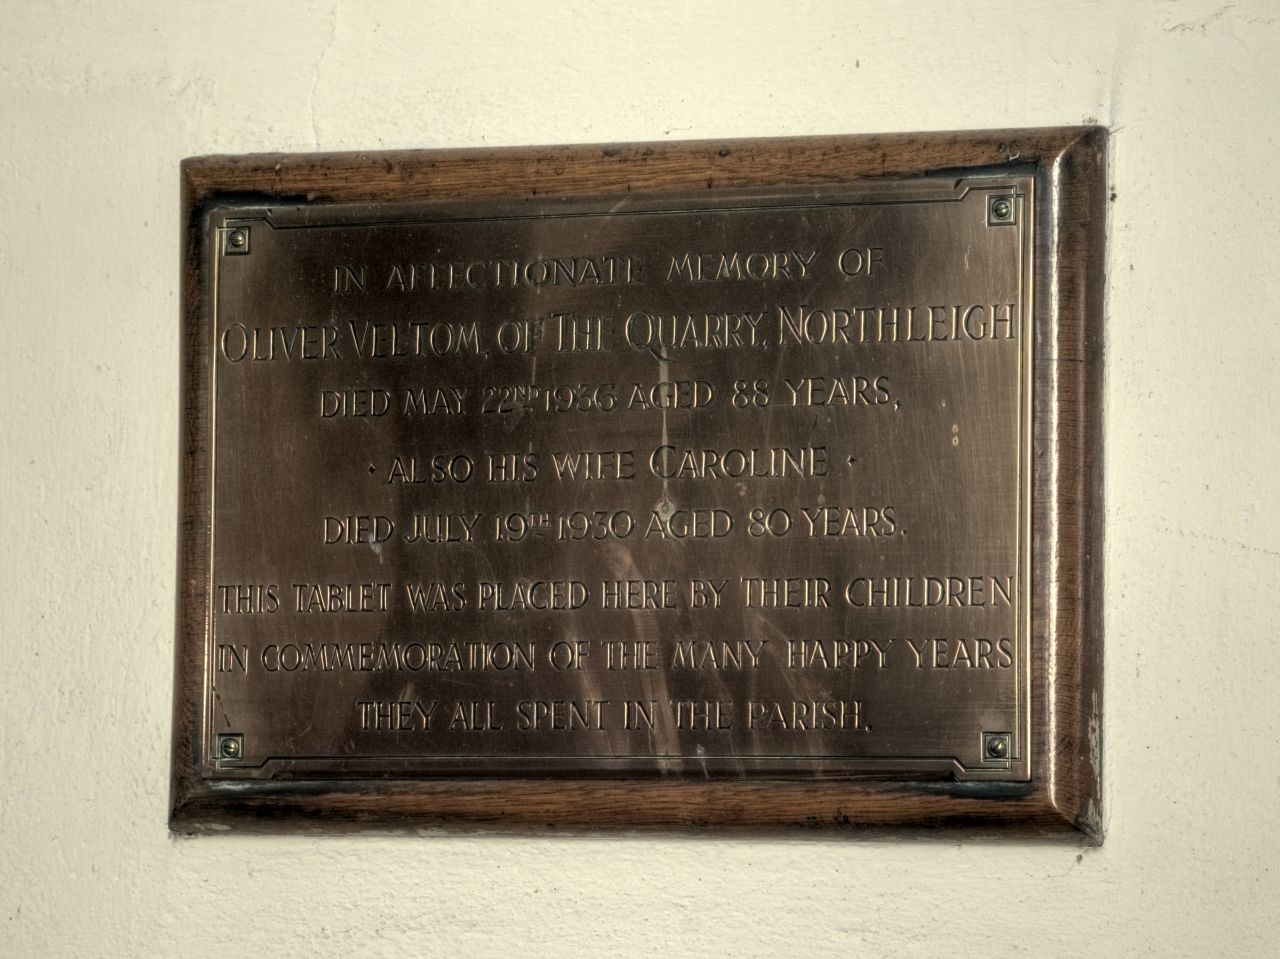 IN AFFECTIONATE MEMORY OF
OLIVER VELTOM, OF THE QUARRY, NORTHLEIGH
DIED MAY 22ND 1936 AGED 88 YEARS,
· ALSO HIS WIFE CAROLINE ·
DIED JULY 19TH 1930 AGED 80 YEARS.
THIS TABLET WAS PLACED HERE BY THEIR CHILDREN
IN COMMEMORATION OF THE MANY HAPPY YEARS
THEY ALL SPENT IN THE PARISH.